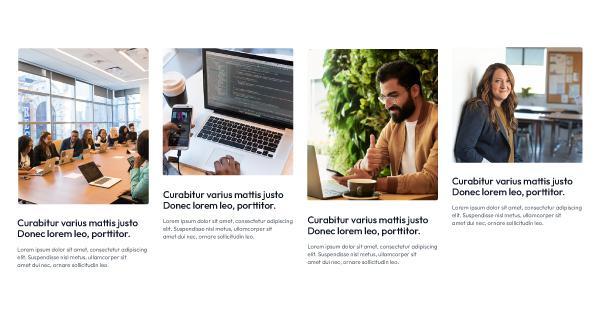 Curabitur varius mattis justo
Donec lorem leo, porttitor.
Lorem ipsum dolor sit amet, consectetur adipiscing
elit. Suspendisse nisl metus, ullamcorper sit
amet dui nec, ornare sollicitudin leo.
Curabitur varius mattis justo
Donec lorem leo, porttitor.
Lorem ipsum dolor sit amet, consectetur adipiscing
elit. Suspendisse nisl metus, ullamcorper sit
amet dui nec, ornare sollicitudin leo.
Curabitur varius mattis justo
Donec lorem leo, porttitor.
Lorem ipsum dolor sit amet, consectetur adipiscing
elit. Suspendisse nisl metus, ullamcorper sit
amet dui nec, ornare sollicitudin leo.
Curabitur varius mattis justo
Donec lorem leo, porttitor.
Lorem ipsum dolor sit amet, consectetur adipiscing
elit. Suspendisse nisl metus, ullamcorper sit
amet dui nec, ornare sollicitudin leo.